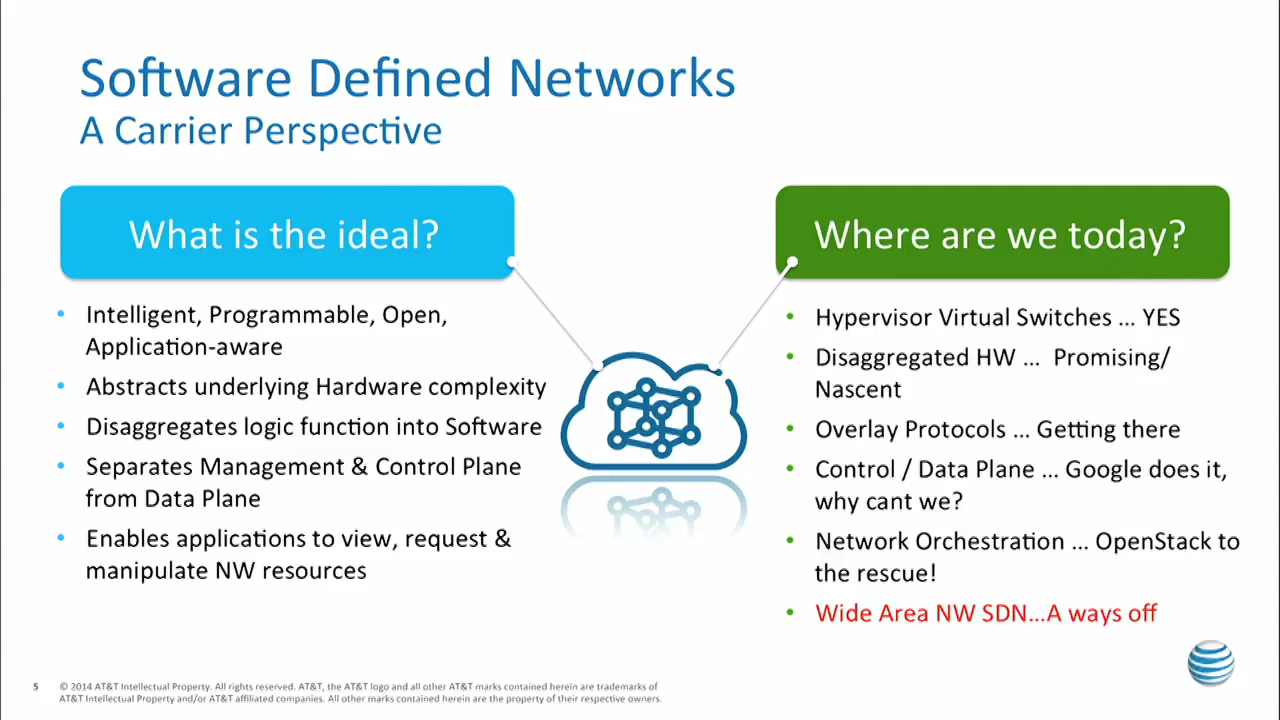 Software Defined Networks
A Carrier Perspective
What is the ideal?
• Intelligent, Programmable, Open,
Application-aware
• Abstracts underlying Hardware complexity
• Disaggregates logic function into Software
• Separates Management & Control Plane
from Data Plane
• Enables applications to view, request &
manipulate NW resources
Where are we today?
• Hypervisor Virtual Switches ... YES
• Disaggregated HW ... Promising/
Nascent
• Overlay Protocols ... Getting there
• Control / Data Plane ... Google does it,
why cant we?
• Network Orchestration ... OpenStack to
the rescue!
• Wide Area NW SDN...A ways off
5
© 2014 AT&T Intellectual Property. All rights reserved. AT&T, the AT&T logo and all other AT&T marks contained herein are trademarks of
AT&T Intellectual Property and/or AT&T affiliated companies. All other marks contained herein are the property of their respective owners.